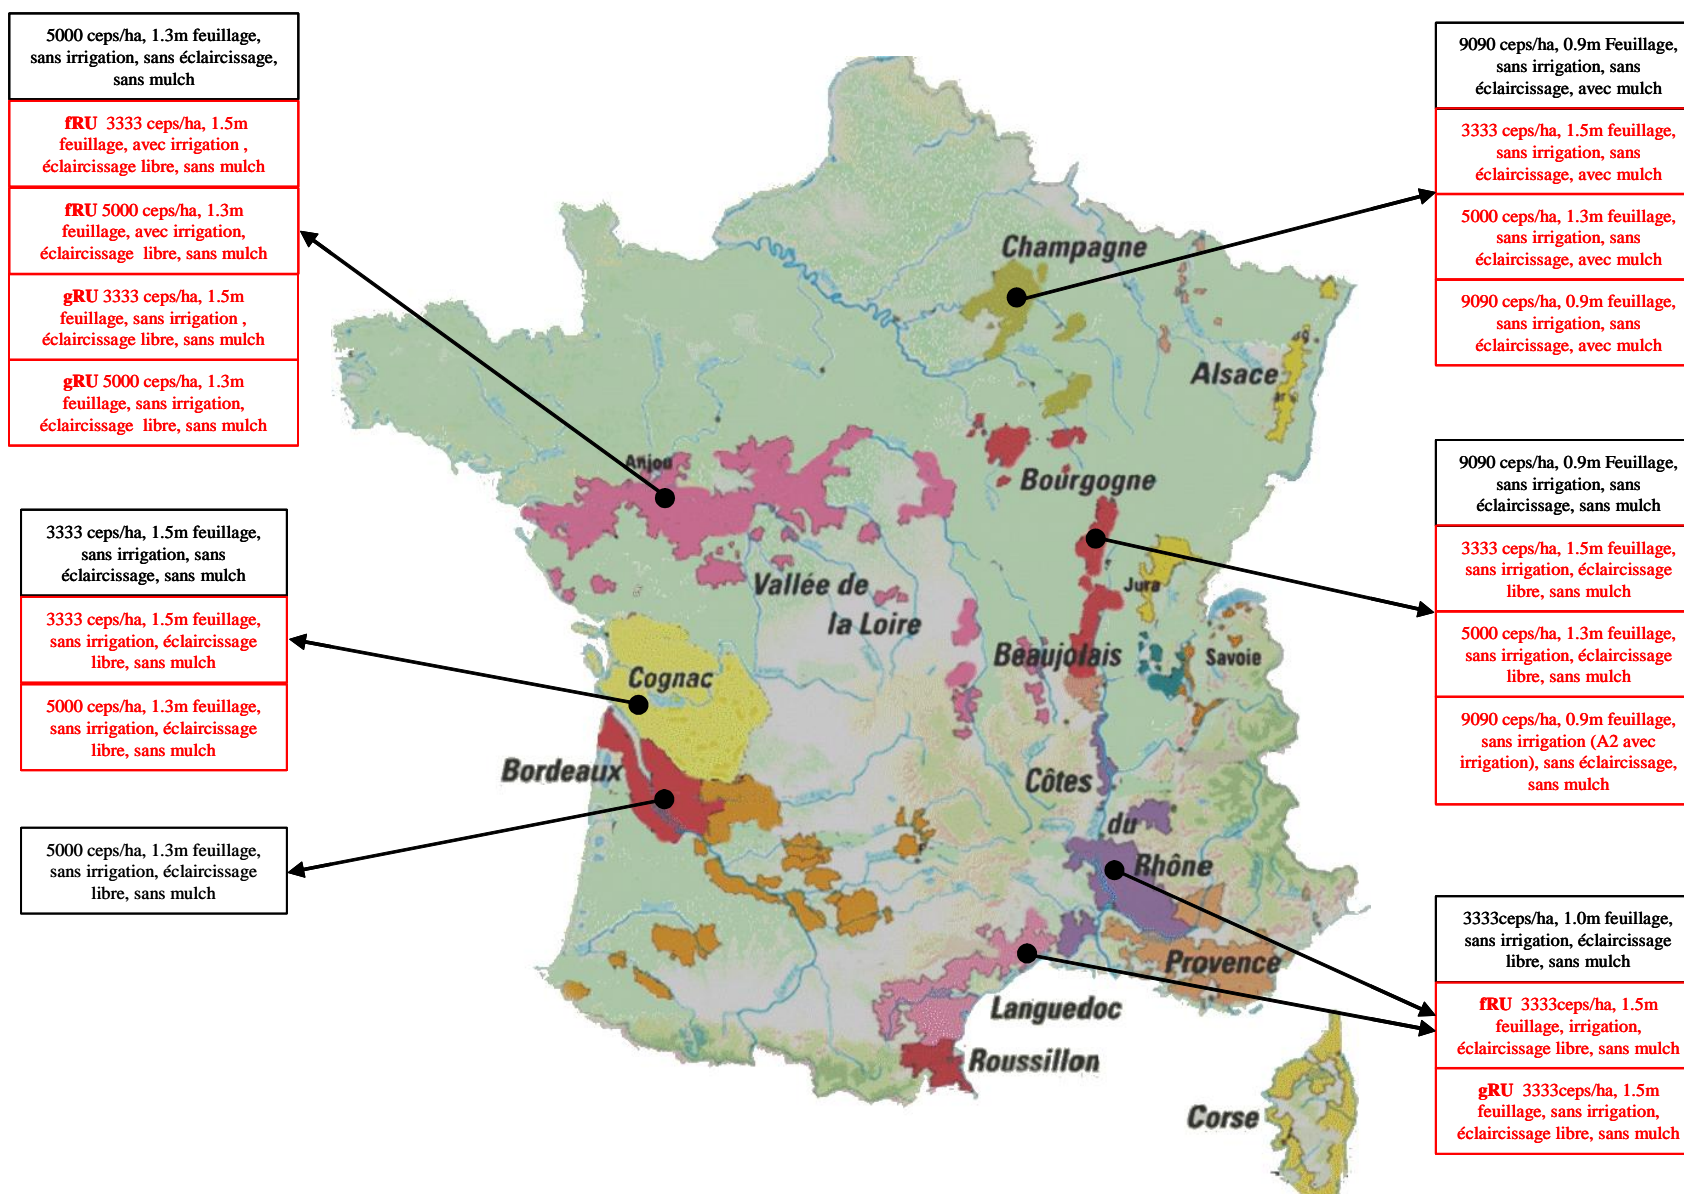 5000 ceps/ha, 1.3m feuillage,
sans irrigation, sans éclaircissage,
sans mulch
fRU 3333 ceps/ha, 1.5m
feuillage, avec irrigation ,
éclaircissage libre, sans mulch
fRU 5000 ceps/ha, 1.3m
feuillage, avec irrigation,
éclaircissage libre, sans mulch
gRU 3333 ceps/ha, 1.5m
feuillage, sans irrigation ,
éclaircissage libre, sans mulch
gRU 5000 ceps/ha, 1.3m
feuillage, sans irrigation,
éclaircissage libre, sans mulch
3333 ceps/ha, 1.5m feuillage,
sans irrigation, sans
éclaircissage, sans mulch
3333 ceps/ha, 1.5m feuillage,
sans irrigation, éclaircissage
libre, sans mulch
5000 ceps/ha, 1.3m feuillage,
sans irrigation, éclaircissage
libre, sans mulch
5000 ceps/ha, 1.3m feuillage,
sans irrigation, éclaircissage
libre, sans mulch
Champagne
Alsace
Anjou
Bourgogne
Jura
Vallée de
la Loire
Beaujolais
Savoie
Cognac
Bordeaux
Côtes
du
Rhône
Provence
Languedoc
Roussillon
Corse
9090 ceps/ha, 0.9m Feuillage,
sans irrigation, sans
éclaircissage, avec mulch
3333 ceps/ha, 1.5m feuillage,
sans irrigation, sans
éclaircissage, avec mulch
5000 ceps/ha, 1.3m feuillage,
sans irrigation, sans
éclaircissage, avec mulch
9090 ceps/ha, 0.9m feuillage,
sans irrigation, sans
éclaircissage, avec mulch
9090 ceps/ha, 0.9m Feuillage,
sans irrigation, sans
éclaircissage, sans mulch
3333 ceps/ha, 1.5m feuillage,
sans irrigation, éclaircissage
libre, sans mulch
5000 ceps/ha, 1.3m feuillage,
sans irrigation, éclaircissage
libre, sans mulch
9090 ceps/ha, 0.9m feuillage,
sans irrigation (A2 avec
irrigation), sans éclaircissage,
sans mulch
3333ceps/ha, 1.0m feuillage,
sans irrigation, éclaircissage
libre, sans mulch
fRU 3333ceps/ha, 1.5m
feuillage, irrigation,
éclaircissage libre, sans mulch
gRU 3333ceps/ha, 1.5m
feuillage, sans irrigation,
éclaircissage libre, sans mulch